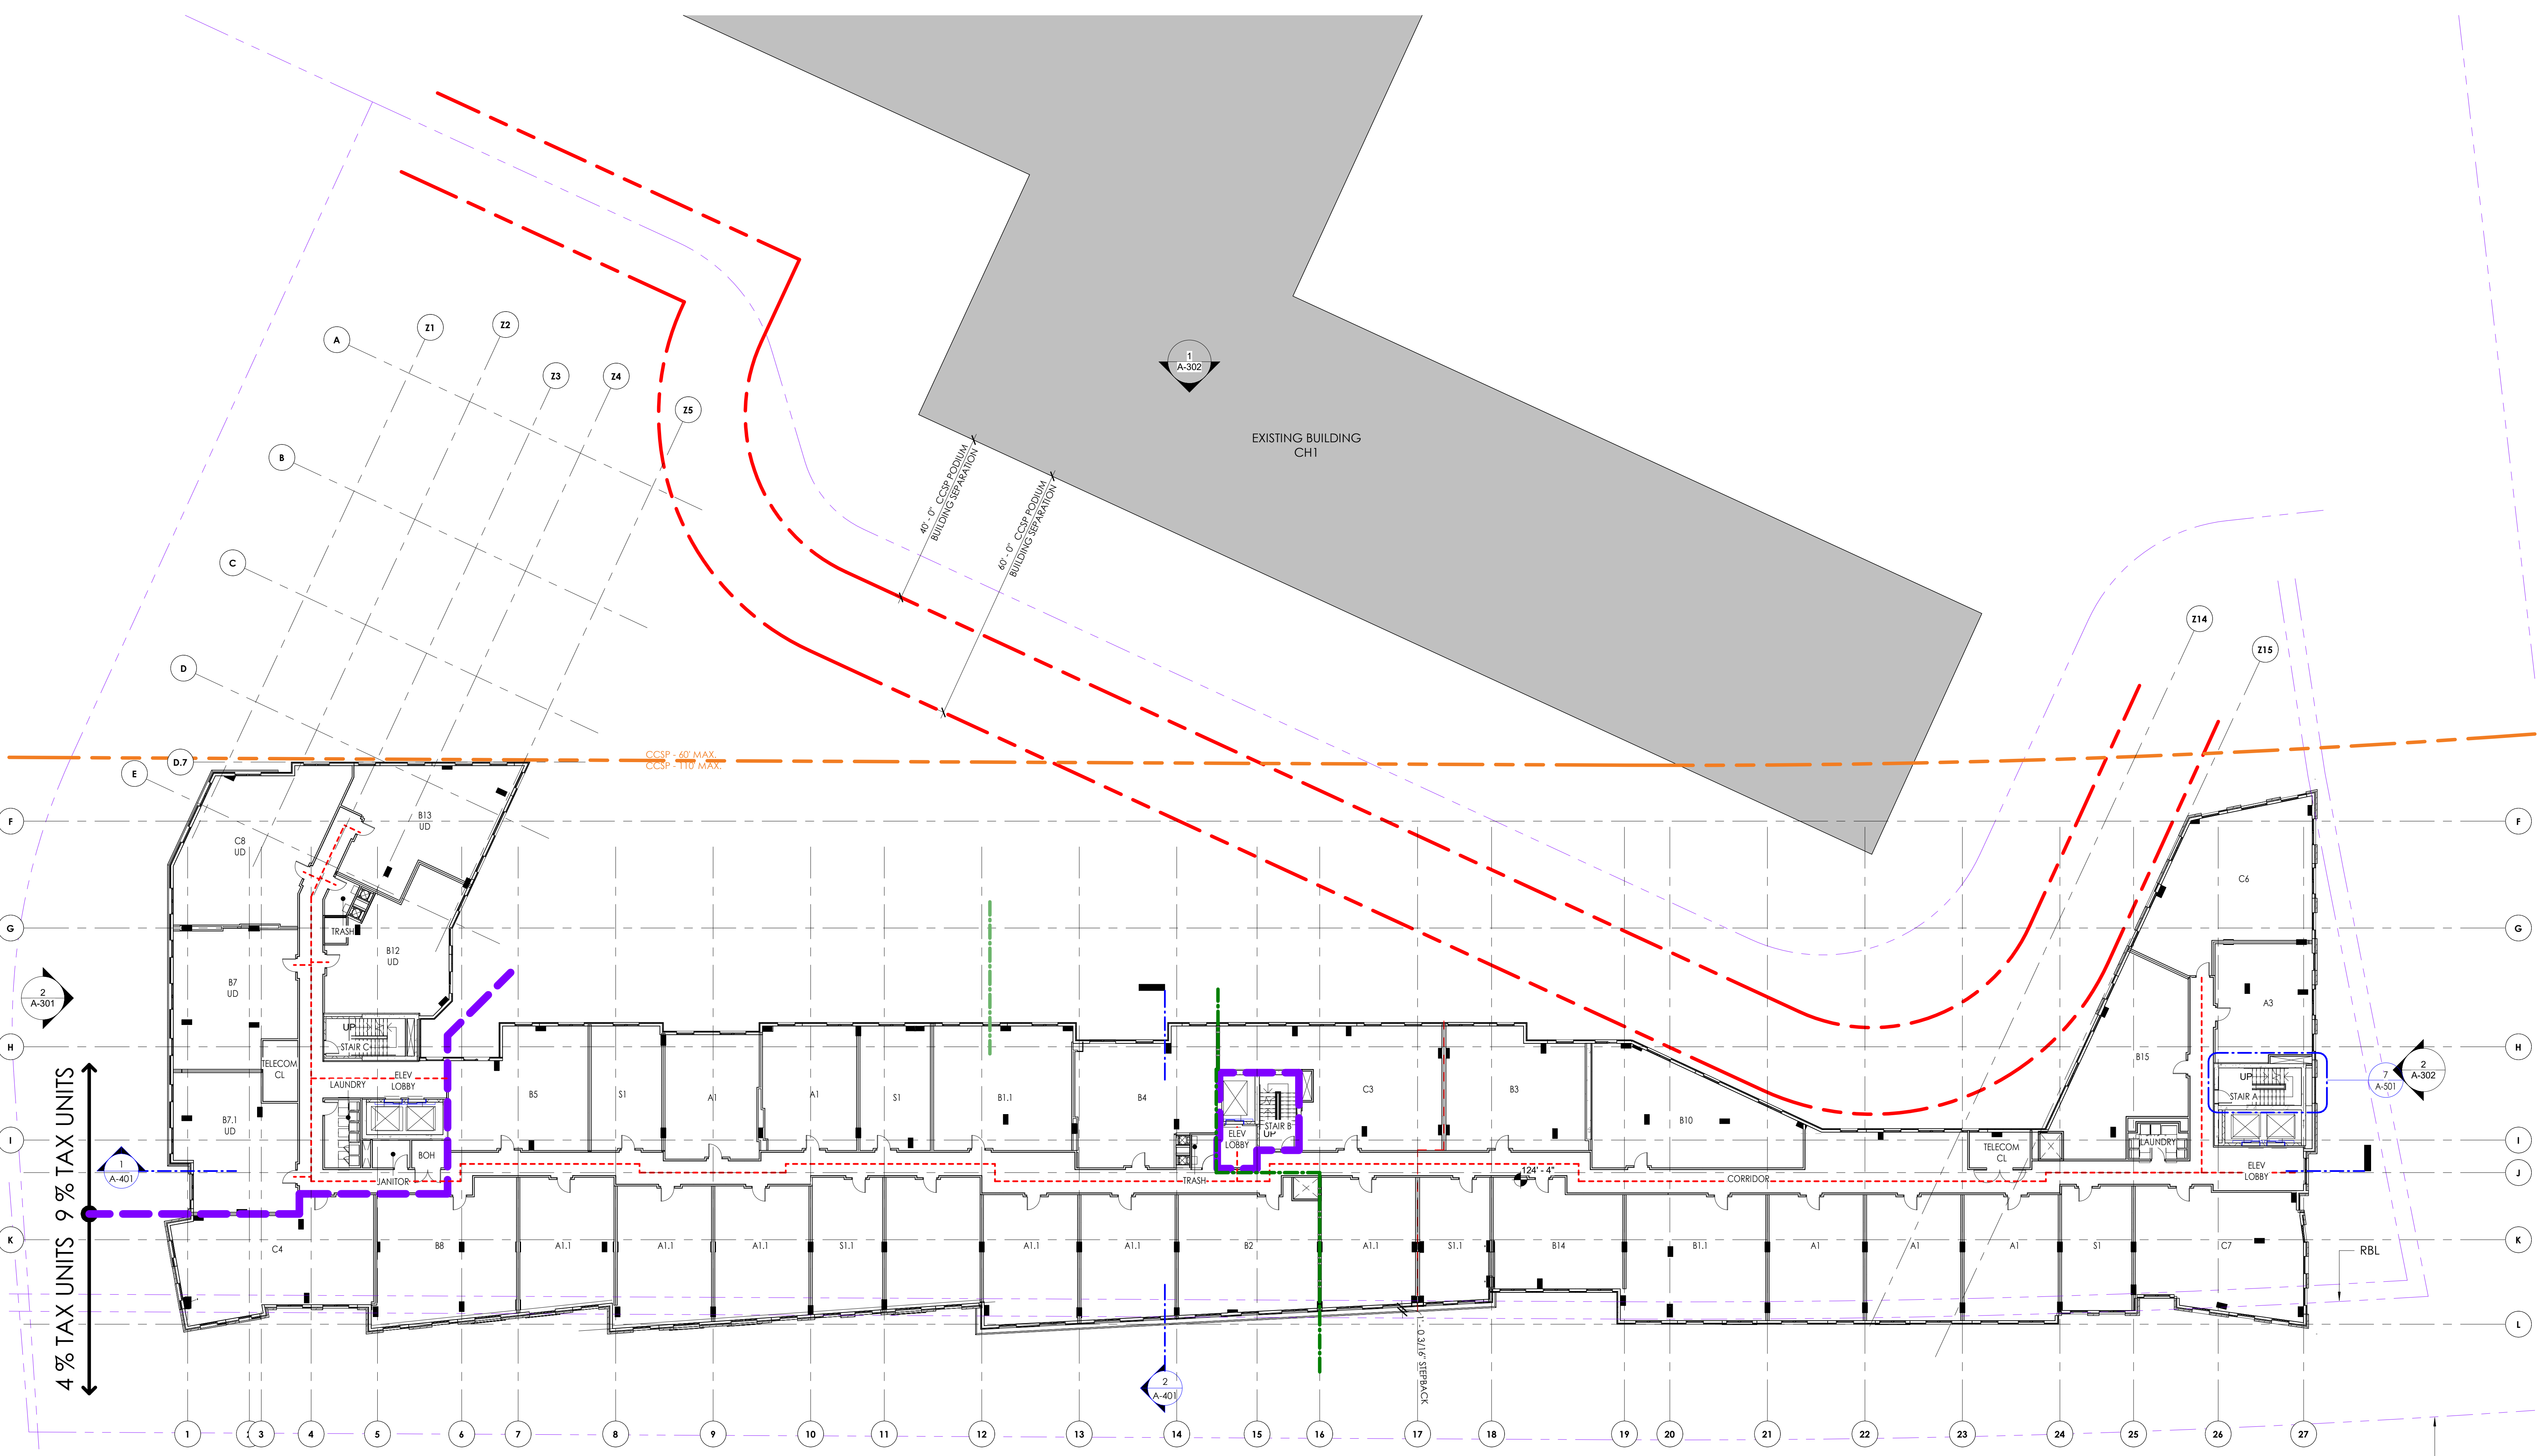 Z1
Z2
A
Z3
Z4
Z5
1
A-302
EXISTING BUILDING
CH1
B
40' - 0" CCSP PODIUM
BUILDING SEPARATION
60' - 0" CCSP PODIUM
BUILDING SEPARATION
C
D
Z14
Z15
CCSP - 60' MAX.
CCSP - 110' MAX.
D.7
E
F
F
B13
UD
C8
UD
C6
G
G
TRASH
B12
UD
B7
UD
2
A-301
A3
H
H
UP
STAIR C
TELECOM
CL
ELEV
LOBBY
LAUNDRY
B7.1
UD
B5
S1
A1
A1
S1
B1.1
B4
ELEV
LOBBY
STAIR B
UP
C3
B3
B10
TELECOM
CL
B15
UP
STAIR A
LAUNDRY
7
A-501
2
A-302
I
I
1
A-401
BOH
JANITOR
TRASH
124' - 4"
CORRIDOR
ELEV
LOBBY
J
K
K
4 % TAX UNITS
9 % TAX UNITS
C4
B8
A1.1
A1.1
A1.1
S1.1
A1.1
A1.1
B2
A1.1
S1.1
B14
B1.1
A1
A1
A1
S1
C7
RBL
L
' - 0 3/16" STEPBACK
2
A-401
1
3
4
5
6
7
8
9
10
11
12
13
14
15
16
17
18
19
20
21
22
23
24
25
26
27